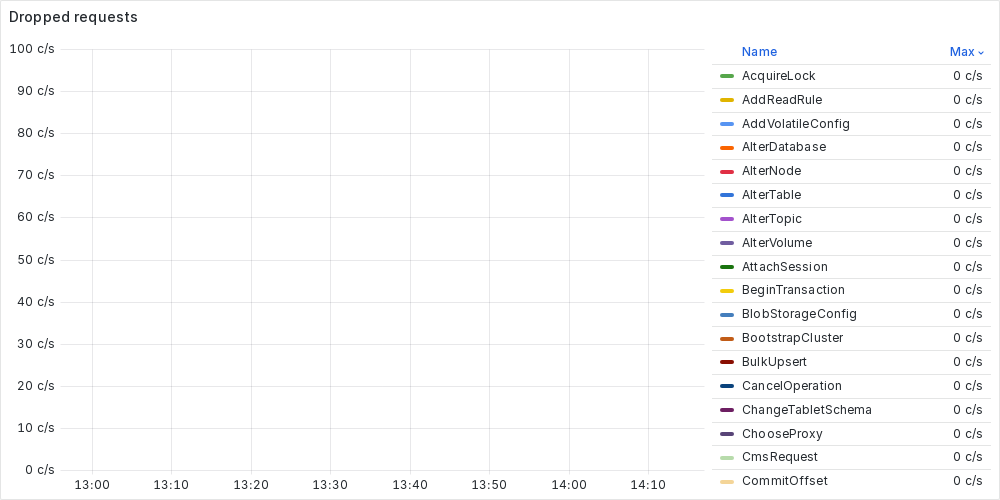 Dropped requests
100 c/s
90 c/s
80 c/s
70 c/s
60 c/s
50 c/s
40 c/s
30 c/s
20 c/s
10 c/s
0 c/s
13:00 13:10 13:20 13:30 13:40 13:50 14:00 14:10
Name Max
AcquireLock 0 c/s
AddReadRule 0 c/s
AddVolatileConfig 0 c/s
AlterDatabase 0 c/s
AlterNode 0 c/s
AlterTable 0 c/s
AlterTopic 0 c/s
AlterVolume 0 c/s
AttachSession 0 c/s
BeginTransaction 0 c/s
BlobStorageConfig 0 c/s
BootstrapCluster 0 c/s
BulkUpsert 0 c/s
CancelOperation 0 c/s
ChangeTabletSchema 0 c/s
ChooseProxy 0 c/s
CmsRequest 0 c/s
CommitOffset 0 c/s